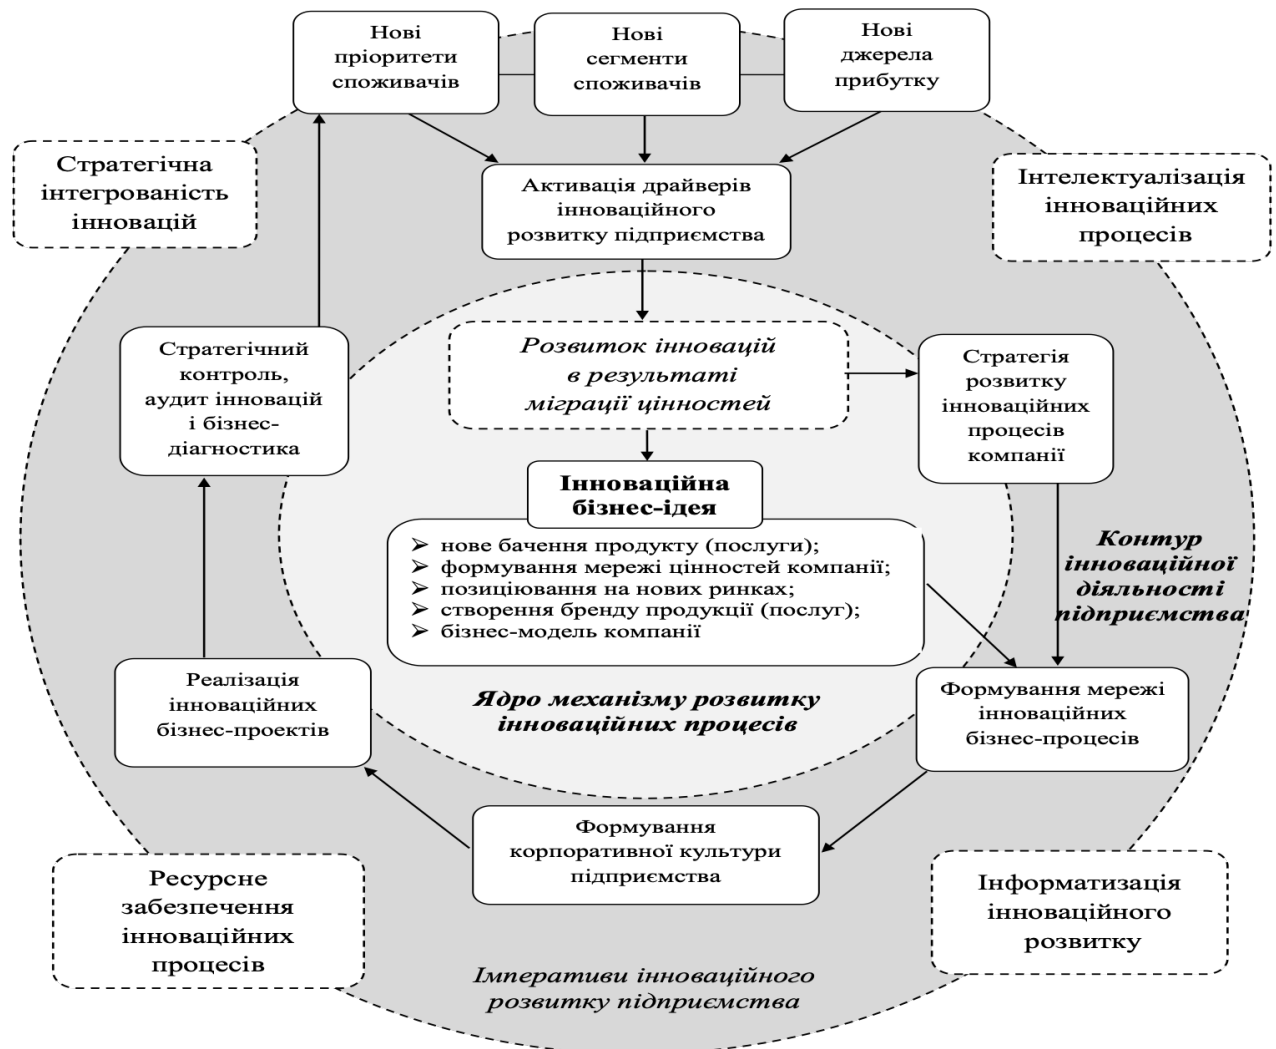 Нові
пріоритети
споживачів
Нові
сегменти
споживачів
Нові
джерела
прибутку
Стратегічна
інтегрованість
інновацій
Активація драйверів
інноваційного
розвитку підприємства
Інтелектуалізація
інноваційних
процесів
Стратегічний
контроль,
аудит інновацій
і бізнес-
діагностика
Розвиток інновацій
в результаті
міграції цінностей
Стратегія
розвитку
інноваційних
процесів
компанії
Інноваційна
бізнес-ідея
➢ нове бачення продукту (послуги);
➢ формування мережі цінностей компанії;
➢ позиціювання на нових ринках;
➢ створення бренду продукції (послуг);
➢ бізнес-модель компанії
Контур
інноваційної
діяльності
підприємства
Реалізація
інноваційних
бізнес-проектів
Ядро механізму розвитку
інноваційних процесів
Формування мережі
інноваційних
бізнес-процесів
Формування
корпоративної культури
підприємства
Ресурсне
забезпечення
інноваційних
процесів
Інформатизація
інноваційного
розвитку
Імперативи інноваційного
розвитку підприємства